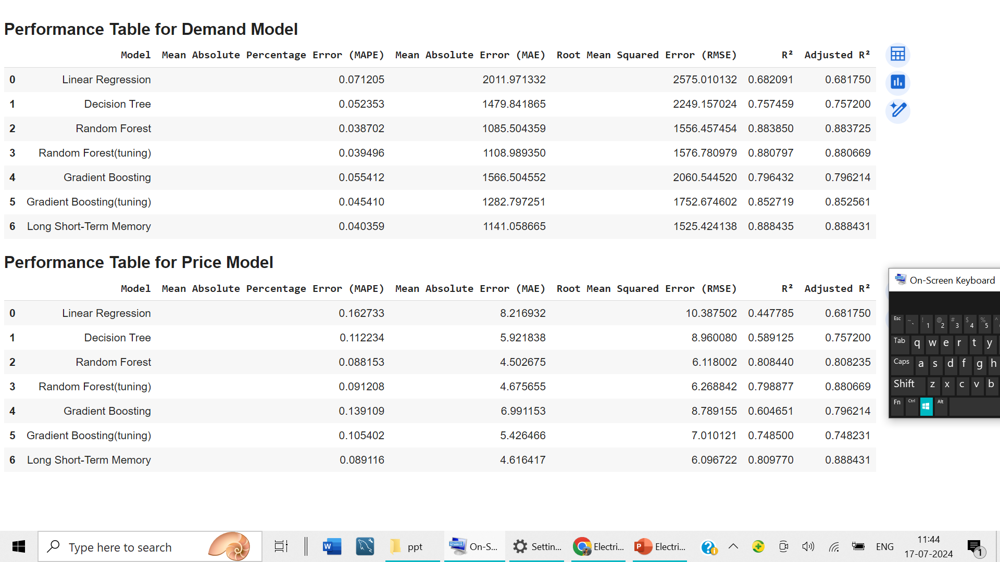 Performance Table for Demand Model
Model Mean Absolute Percentage Error (MAPE) Mean Absolute Error (MAE) Root Mean Squared Error (RMSE) R² Adjusted R²
0 Linear Regression 0.071205 2011.971332 2575.010132 0.682091 0.681750
1 Decision Tree 0.052353 1479.841865 2249.157024 0.757459 0.757200
2 Random Forest 0.038702 1085.504359 1556.457454 0.883850 0.883725
3 Random Forest(tuning) 0.039496 1108.989350 1576.780979 0.880797 0.880669
4 Gradient Boosting 0.055412 1566.504552 2060.544520 0.796432 0.796214
5 Gradient Boosting(tuning) 0.045410 1282.797251 1752.674602 0.852719 0.852561
6 Long Short-Term Memory 0.040359 1141.058665 1525.424138 0.888435 0.888431
Performance Table for Price Model
Model Mean Absolute Percentage Error (MAPE) Mean Absolute Error (MAE) Root Mean Squared Error (RMSE) R² Adjusted R²
0 Linear Regression 0.162733 8.216932 10.387502 0.447785 0.681750
1 Decision Tree 0.112234 5.921838 8.960080 0.589125 0.757200
2 Random Forest 0.088153 4.502675 6.118002 0.808440 0.808235
3 Random Forest(tuning) 0.091208 4.675655 6.268842 0.798877 0.880669
4 Gradient Boosting 0.139109 6.991153 8.789155 0.604651 0.796214
5 Gradient Boosting(tuning) 0.105402 5.426466 7.010121 0.748500 0.748231
6 Long Short-Term Memory 0.089116 4.616417 6.096722 0.809770 0.888431
On-Screen Keyboard
Esc ~ ` ! 1 @ 2 # 3 $ 4 % 5 ^
Tab q w e r t y
Caps a s d f g h
Shift z x c v b
Fn Ctrl Alt
Type here to search
W
ppt
On-S...
Settin...
Electri...
P
Electri...
ENG
11:44
17-07-2024
1